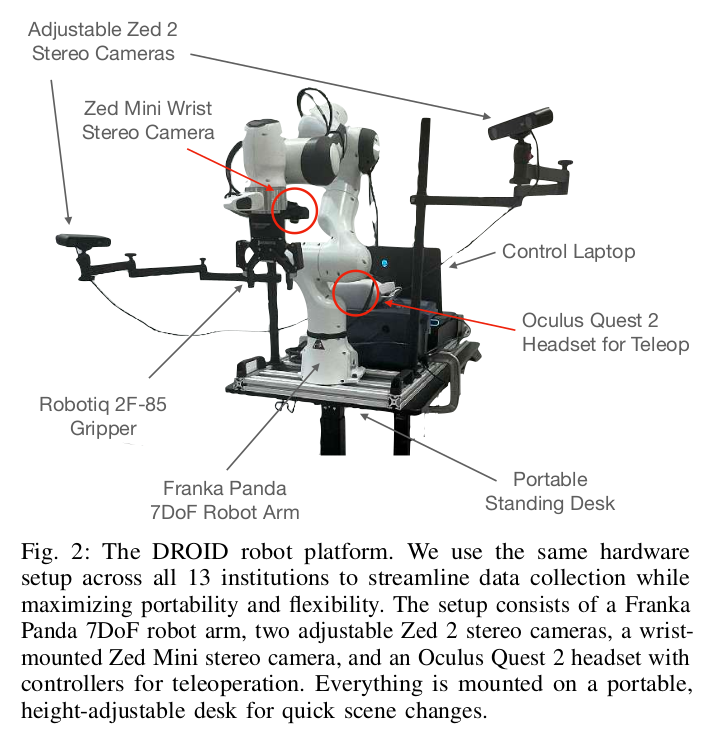 Adjustable Zed 2
Stereo Cameras
Zed Mini Wrist
Stereo Camera
Control Laptop
Oculus Quest 2
Headset for Teleop
Robotiq 2F-85
Gripper
Franka Panda
7DoF Robot Arm
Portable
Standing Desk
Fig. 2: The DROID robot platform. We use the same hardware
setup across all 13 institutions to streamline data collection while
maximizing portability and flexibility. The setup consists of a Franka
Panda 7DoF robot arm, two adjustable Zed 2 stereo cameras, a wrist-
mounted Zed Mini stereo camera, and an Oculus Quest 2 headset with
controllers for teleoperation. Everything is mounted on a portable,
height-adjustable desk for quick scene changes.